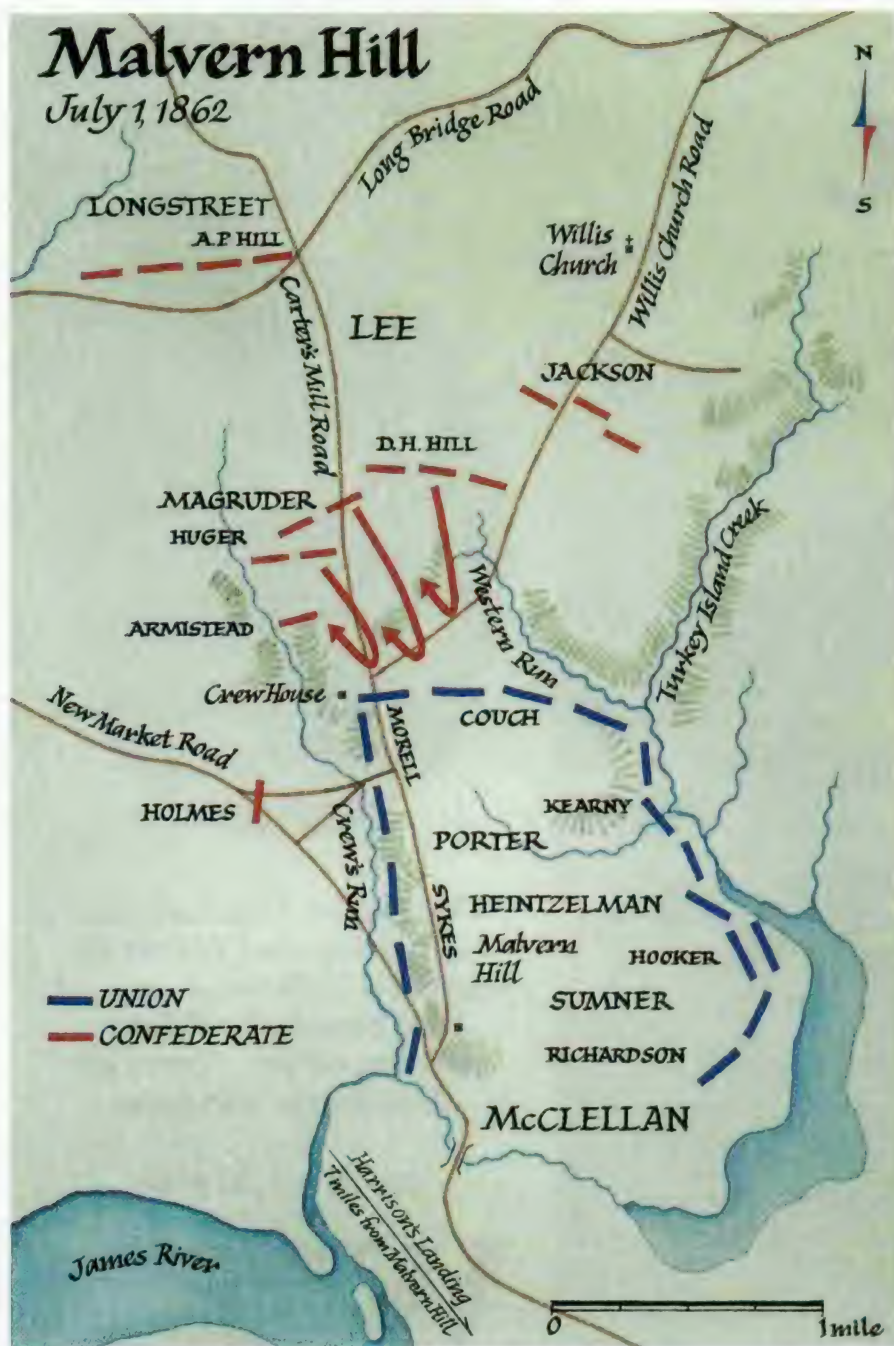 Malvern Hill
July 1, 1862
N
S
Long Bridge Road
LONGSTREET
A.P. HILL
Willis
Church
Willis Church Road
Carter's Mill Road
LEE
JACKSON
D.H. HILL
MAGRUDER
HUGER
ARMISTEAD
Western Run
Turkey Island Creek
Crew House
New Market Road
MORELL
COUCH
HOLMES
Crew's Run
KEARNY
PORTER
SYKES
HEINTZELMAN
Malvern
Hill
HOOKER
SUMNER
UNION
CONFEDERATE
RICHARDSON
McCLELLAN
Harrison's Landing
7 miles from Malvern
Hill
James River
0
1 mile